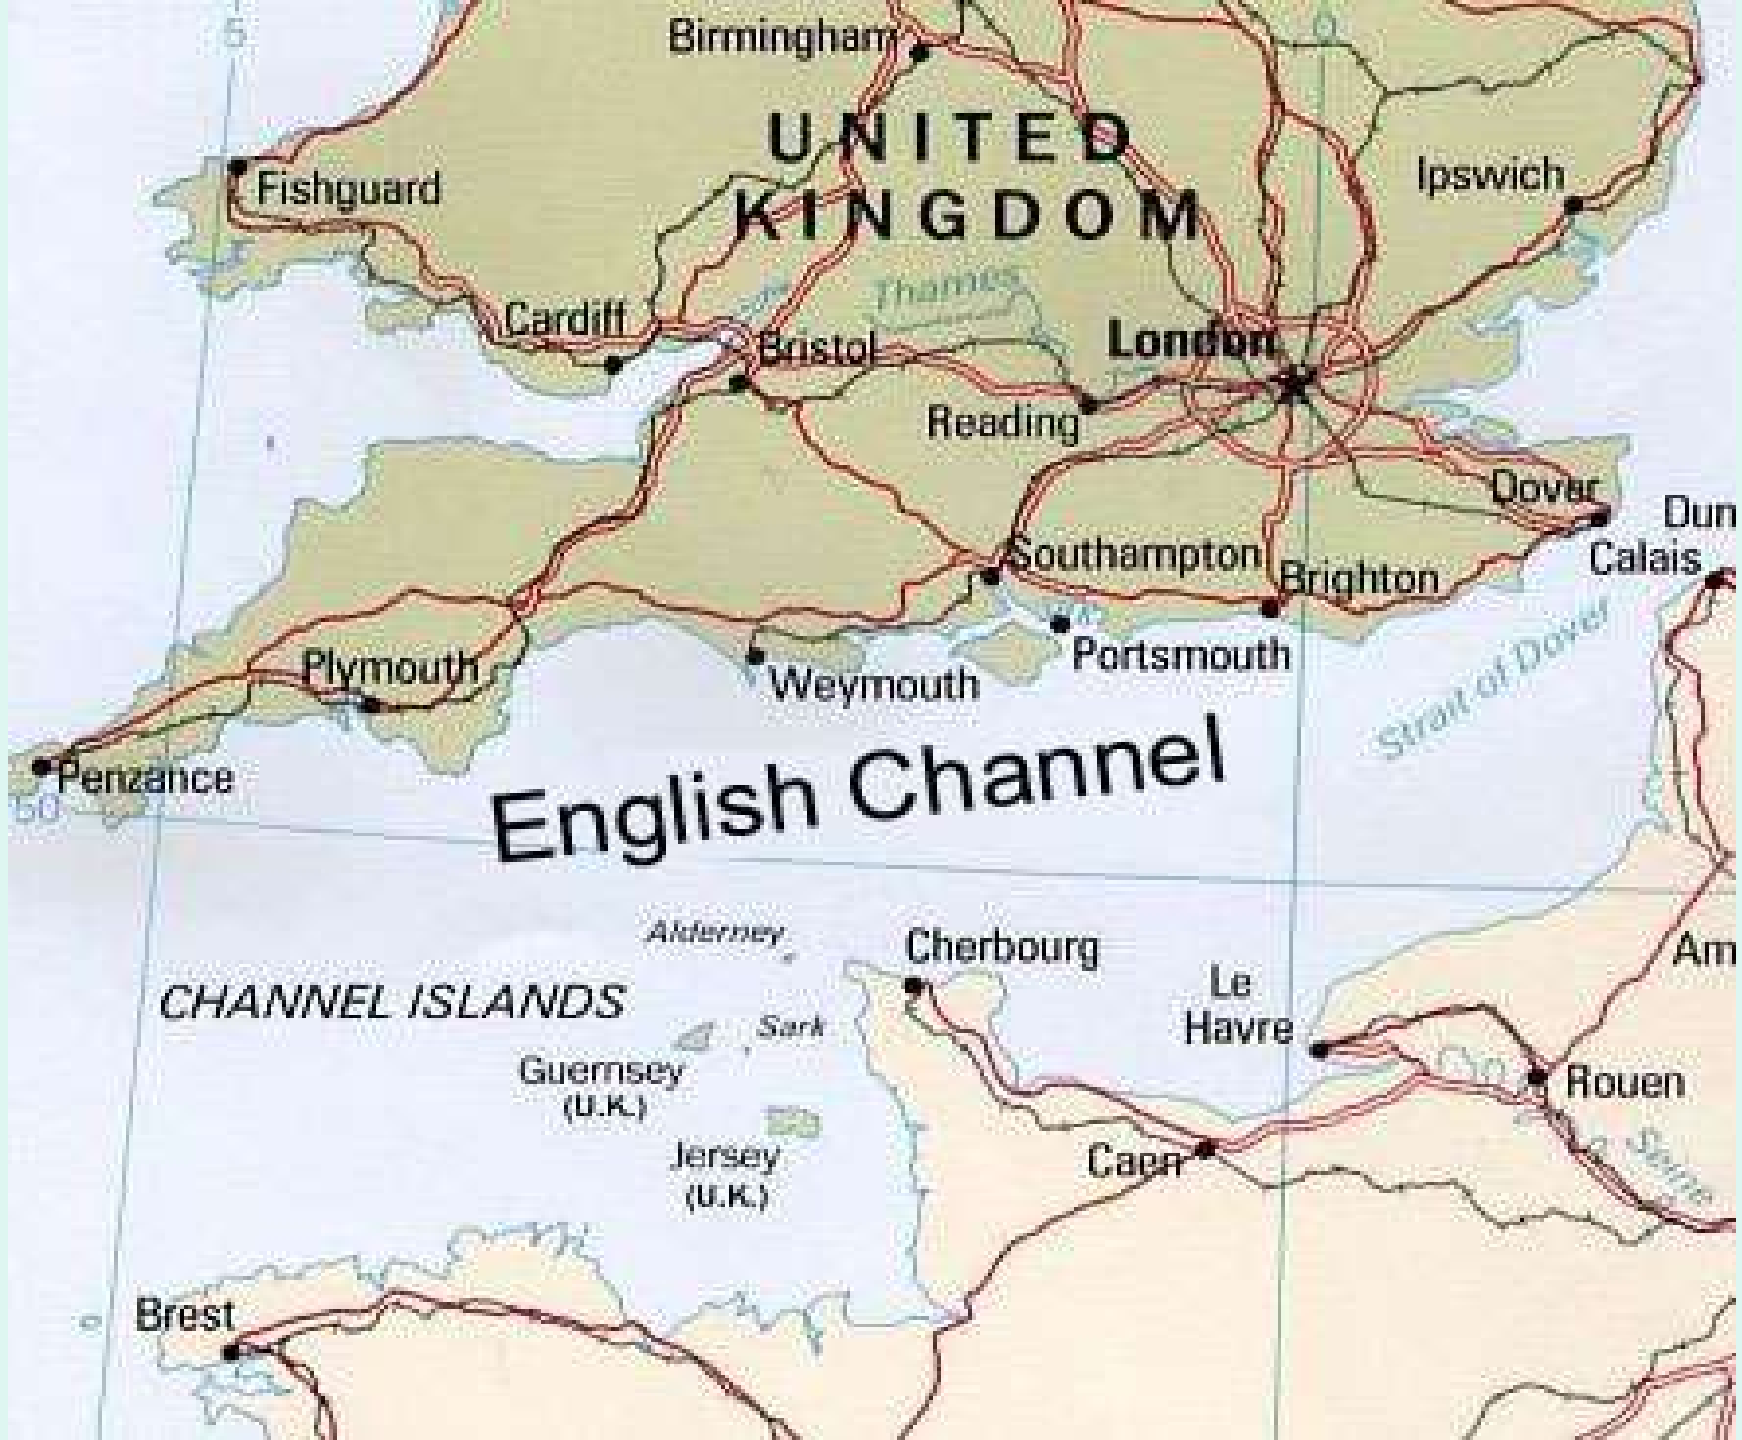 5
0
Birmingham
UNITED
KINGDOM
Ipswich
Fishguard
Thames
Cardiff
Bristol
London
Reading
Dover
Dun
Calais
Southampton
Brighton
Portsmouth
Strait of Dover
Plymouth
Weymouth
Penzance
50
English Channel
Alderney
Cherbourg
Am
CHANNEL ISLANDS
Le
Havre
Sark
Guernsey
(U.K.)
Rouen
Jersey
(U.K.)
Caen
Seine
Brest